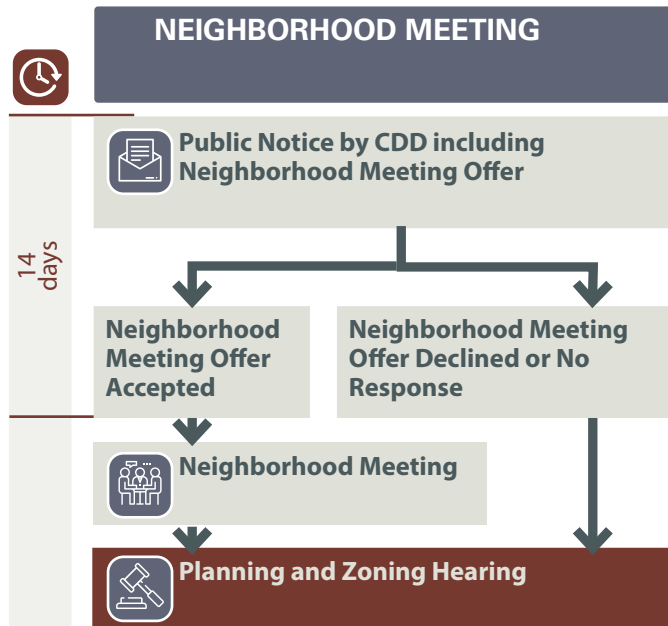 NEIGHBORHOOD MEETING
Public Notice by CDD including
Neighborhood Meeting Offer
14
days
Neighborhood
Meeting Offer
Accepted
Neighborhood Meeting
Offer Declined or No
Response
Neighborhood Meeting
Planning and Zoning Hearing